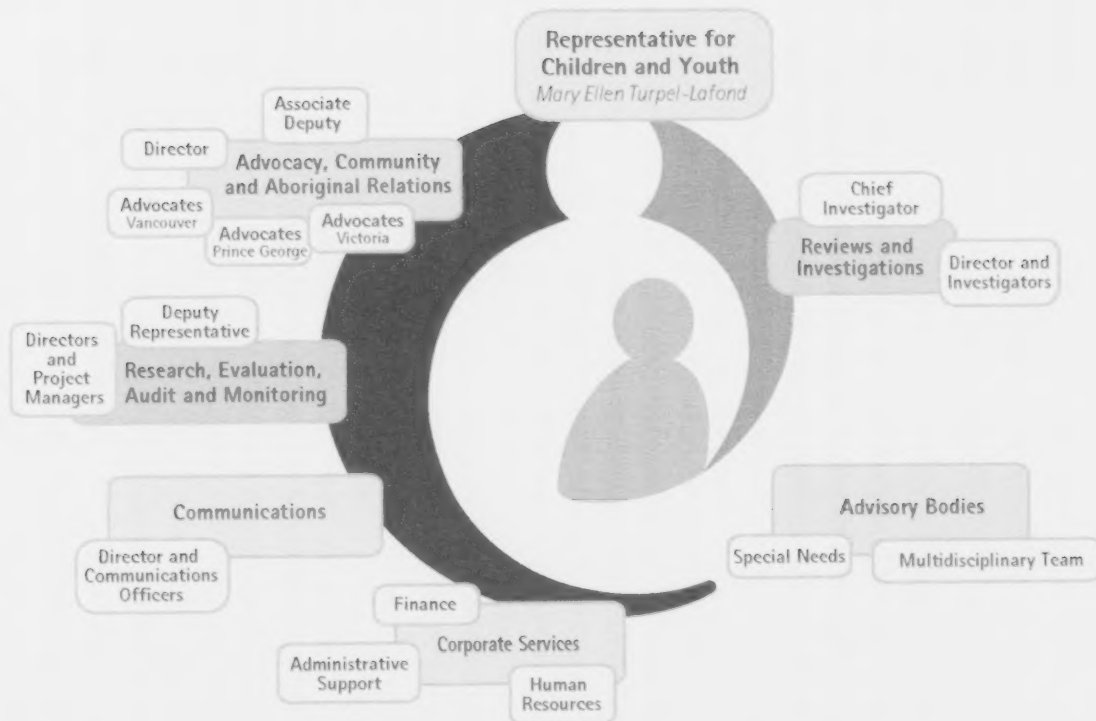 Representative for
Children and Youth
Mary Ellen Turpel-Lafond
Associate
Deputy
Director
Advocacy, Community
and Aboriginal Relations
Advocates
Vancouver
Advocates
Prince George
Advocates
Victoria
Chief
Investigator
Reviews and
Investigations
Director and
Investigators
Deputy
Representative
Directors
and
Project
Managers
Research, Evaluation,
Audit and Monitoring
Communications
Director and
Communications
Officers
Advisory Bodies
Special Needs
Multidisciplinary Team
Finance
Corporate Services
Administrative
Support
Human
Resources